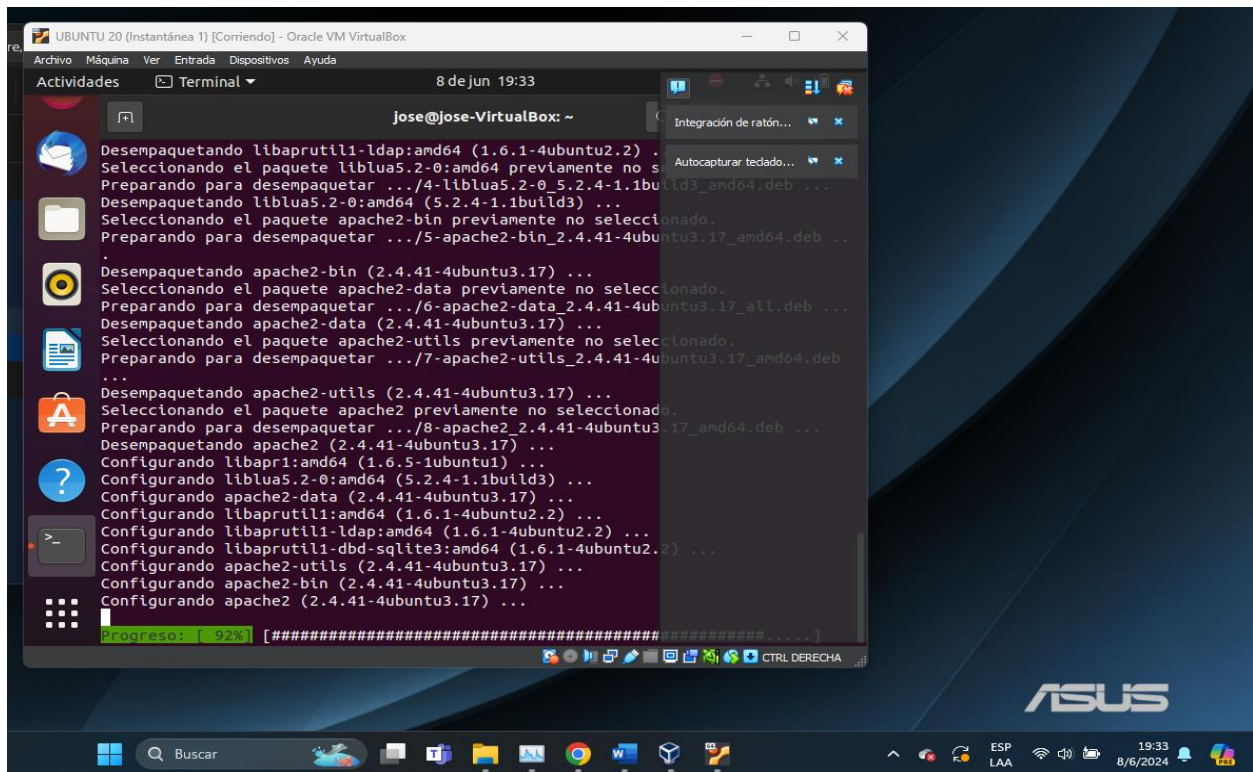 re,
UBUNTU 20 (Instantánea 1) [Corriendo] - Oracle VM VirtualBox
Archivo Máquina Ver Entrada Dispositivos Ayuda
Actividades Terminal 8 de jun 19:33
jose@jose-VirtualBox: ~
Integración de ratón...
Autocapturar teclado...
Desempaquetando libaprutil1-ldap:amd64 (1.6.1-4ubuntu2.2) .
Seleccionando el paquete liblua5.2-0:amd64 previamente no s
Preparando para desempaquetar .../4-liblua5.2-0_5.2.4-1.1build3_amd64.deb ...
Desempaquetando liblua5.2-0:amd64 (5.2.4-1.1build3) ...
Seleccionando el paquete apache2-bin previamente no seleccionado.
Preparando para desempaquetar .../5-apache2-bin_2.4.41-4ubuntu3.17_amd64.deb ..
.
Desempaquetando apache2-bin (2.4.41-4ubuntu3.17) ...
Seleccionando el paquete apache2-data previamente no seleccionado.
Preparando para desempaquetar .../6-apache2-data_2.4.41-4ubuntu3.17_all.deb ...
Desempaquetando apache2-data (2.4.41-4ubuntu3.17) ...
Seleccionando el paquete apache2-utils previamente no seleccionado.
Preparando para desempaquetar .../7-apache2-utils_2.4.41-4ubuntu3.17_amd64.deb
...
Desempaquetando apache2-utils (2.4.41-4ubuntu3.17) ...
Seleccionando el paquete apache2 previamente no seleccionado.
Preparando para desempaquetar .../8-apache2_2.4.41-4ubuntu3.17_amd64.deb ...
Desempaquetando apache2 (2.4.41-4ubuntu3.17) ...
Configurando libapr1:amd64 (1.6.5-1ubuntu1) ...
Configurando liblua5.2-0:amd64 (5.2.4-1.1build3) ...
Configurando apache2-data (2.4.41-4ubuntu3.17) ...
Configurando libaprutil1:amd64 (1.6.1-4ubuntu2.2) ...
Configurando libaprutil1-ldap:amd64 (1.6.1-4ubuntu2.2) ...
Configurando libaprutil1-dbd-sqlite3:amd64 (1.6.1-4ubuntu2.2) ...
Configurando apache2-utils (2.4.41-4ubuntu3.17) ...
Configurando apache2-bin (2.4.41-4ubuntu3.17) ...
Configurando apache2 (2.4.41-4ubuntu3.17) ...
Progreso: [ 92%] [####################################################.....]
CTRL DERECHA
ASUS
Buscar
ESP
LAA
19:33
8/6/2024